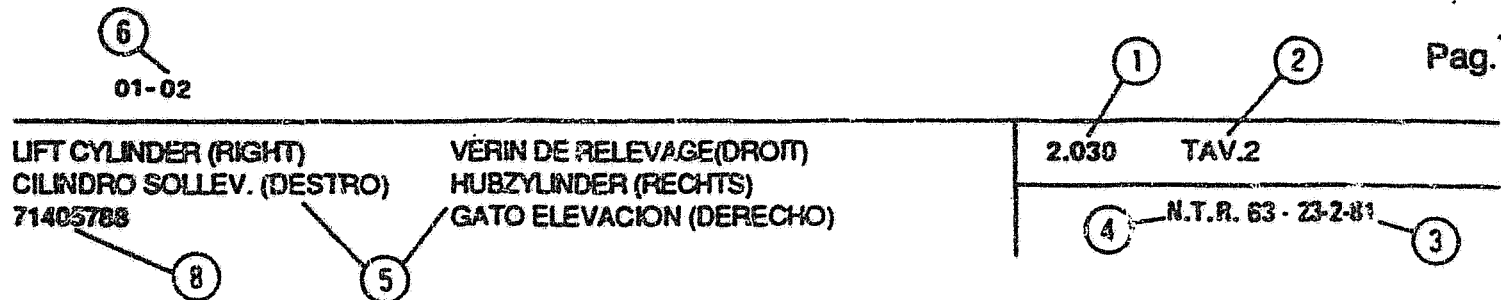 6
1
2
Pag.
01-02
LIFT CYLINDER (RIGHT)
VERIN DE RELEVAGE(DROIT)
2.030 TAV.2
CILINDRO SOLLEV. (DESTRO)
HUBZYLINDER (RECHTS)
71405788
GATO ELEVACION (DERECHO)
4
N.T.R. 63 - 23-2-81
3
8
5